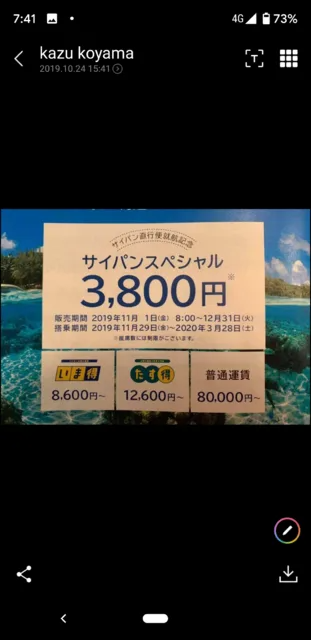 7:41
4G
73%
kazu koyama
2019.10.24 15:41
サイパン直行便就航記念
サイパンスペシャル
3,800円※
販売期間 2019年11月 1日(金) 8:00〜12月31日(火)
搭乗期間 2019年11月29日(金)〜2020年3月28日(土)
※座席数には制限がございます。
いま得
8,600円〜
たす得
12,600円〜
普通運賃
80,000円〜